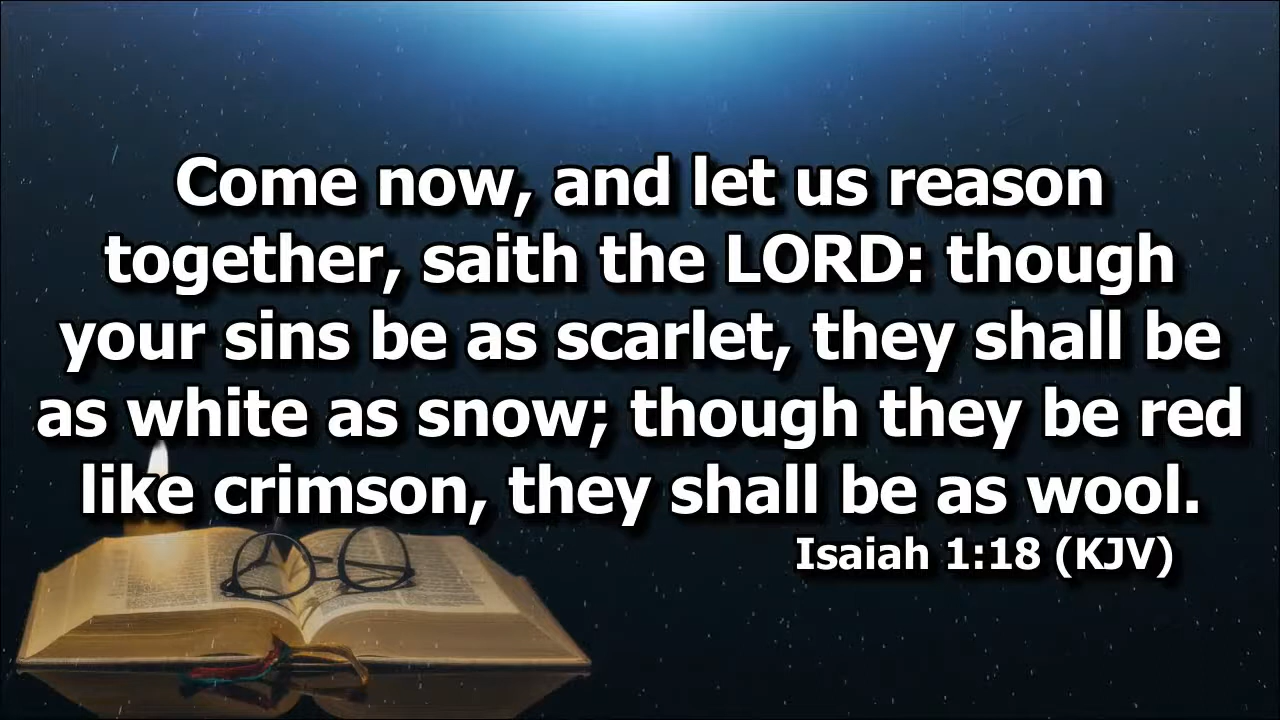 Come now, and let us reason
together, saith the LORD: though
your sins be as scarlet, they shall be
as white as snow; though they be red
like crimson, they shall be as wool.
Isaiah 1:18 (KJV)